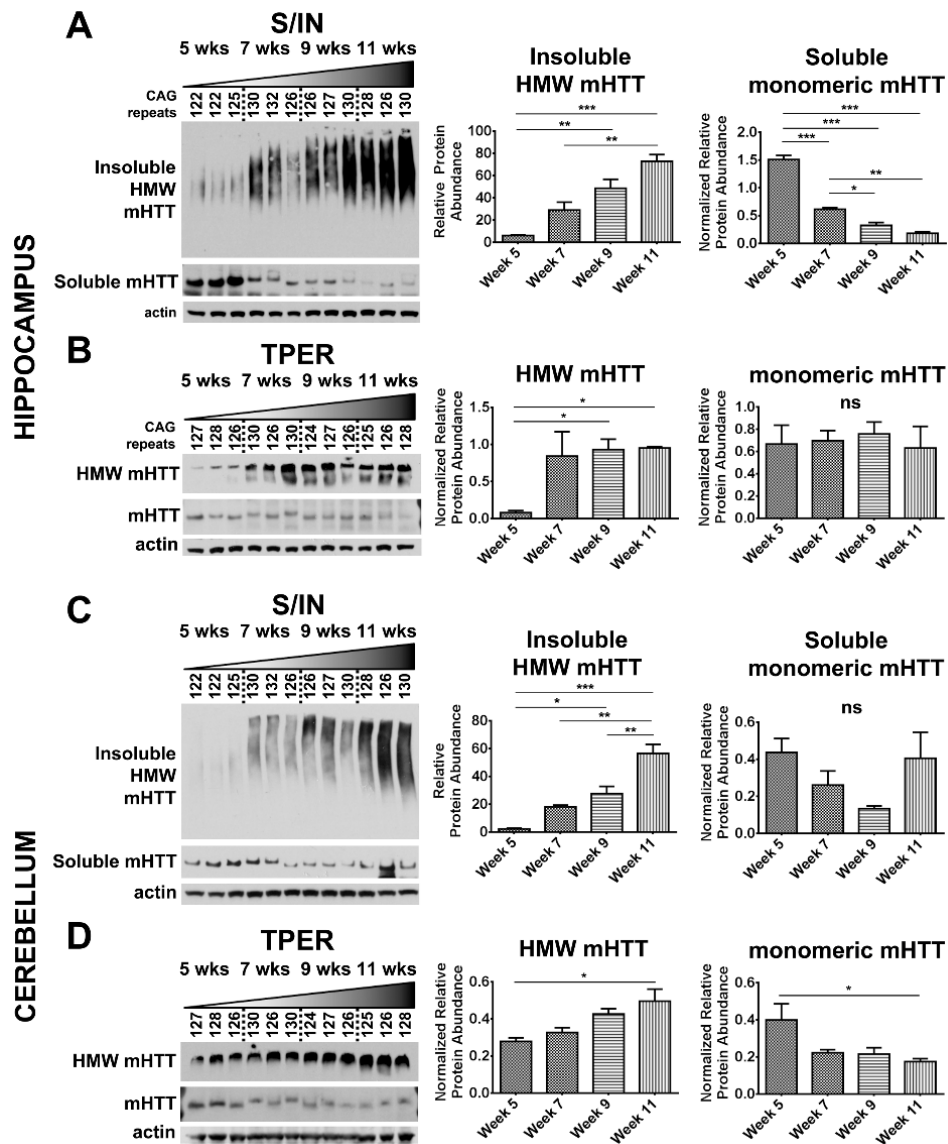 HIPPOCAMPUS
A
S/IN
5 wks 7 wks 9 wks 11 wks
CAG repeats
122 122 125 130 132 126 126 127 130 128 126 130
Insoluble
HMW
mHTT
Soluble mHTT
actin
Insoluble
HMW mHTT
Relative Protein
Abundance
100
80
60
40
20
0
***
**
**
Week 5 Week 7 Week 9 Week 11
Soluble
monomeric mHTT
Normalized Relative
Protein Abundance
2.0
1.5
1.0
0.5
0.0
***
***
***
**
*
Week 5 Week 7 Week 9 Week 11
B
TPER
5 wks 7 wks 9 wks 11 wks
CAG
repeats
127 128 126 130 126 130 124 127 126 125 126 128
HMW mHTT
mHTT
actin
HMW mHTT
Normalized Relative
Protein Abundance
1.5
1.0
0.5
0.0
*
*
Week 5 Week 7 Week 9 Week 11
monomeric mHTT
ns
Normalized Relative
Protein Abundance
1.0
0.8
0.6
0.4
0.2
0.0
Week 5 Week 7 Week 9 Week 11
CEREBELLUM
C
S/IN
5 wks 7 wks 9 wks 11 wks
122 122 125 130 132 126 126 127 130 128 126 130
Insoluble
HMW
mHTT
Soluble mHTT
actin
Insoluble
HMW mHTT
Relative
Protein Abundance
80
60
40
20
0
***
*
**
**
Week 5 Week 7 Week 9 Week 11
Soluble
monomeric mHTT
ns
Normalized Relative
Protein Abundance
0.6
0.4
0.2
0.0
Week 5 Week 7 Week 9 Week 11
D
TPER
5 wks 7 wks 9 wks 11 wks
127 128 126 130 126 130 124 127 126 125 126 128
HMW mHTT
mHTT
actin
HMW mHTT
Normalized Relative
Protein Abundance
0.6
0.4
0.2
0.0
*
Week 5 Week 7 Week 9 Week 11
monomeric mHTT
Normalized Relative
Protein Abundance
0.6
0.4
0.2
0.0
*
Week 5 Week 7 Week 9 Week 11